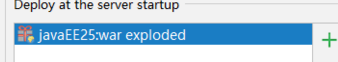 Deploy at the server startup
javaEE25:war exploded